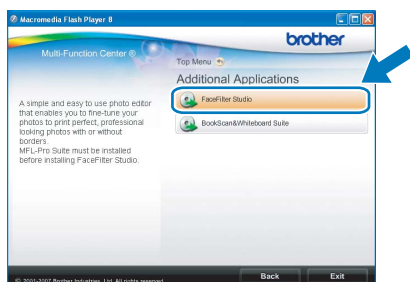 Macromedia Flash Player 8
brother
Multi-Function Center ®
Top Menu
Additional Applications
FaceFilter Studio
BookScan&Whiteboard Suite
A simple and easy to use photo editor
that enables you to fine-tune your
photos to print perfect, professional
looking photos with or without
borders.
MFL-Pro Suite must be installed
before installing FaceFilter Studio.
© 2001-2007 Brother Industries, Ltd. All rights reserved.
Back
Exit